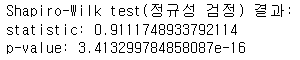 Shapiro-Wilk test(정규성 검정) 결과:
statistic: 0.9111748933792114
p-value: 3.413299784858087e-16